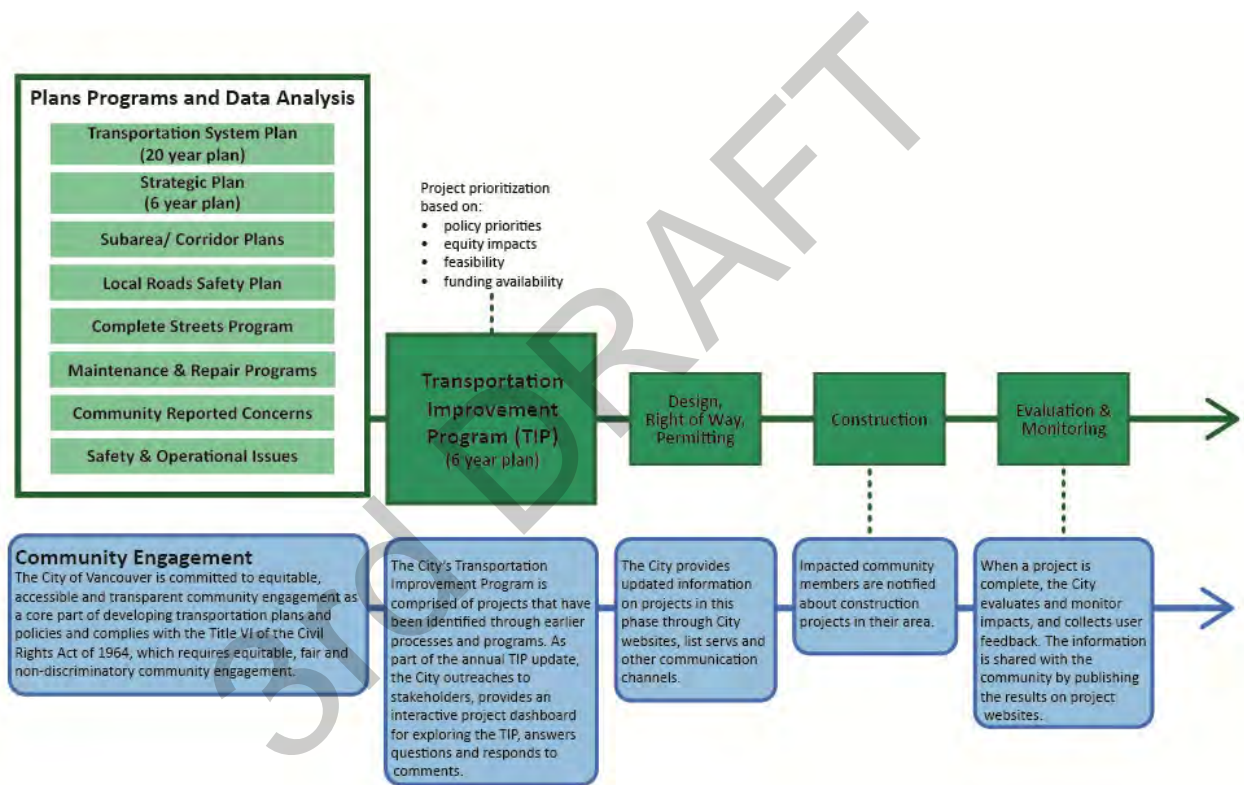 Plans Programs and Data Analysis
Transportation System Plan
(20 year plan)
Strategic Plan
(6 year plan)
Subarea/ Corridor Plans
Local Roads Safety Plan
Complete Streets Program
Maintenance & Repair Programs
Community Reported Concerns
Safety & Operational Issues
Project prioritization
based on:
• policy priorities
• equity impacts
• feasibility
• funding availability
Transportation
Improvement
Program (TIP)
(6 year plan)
Design,
Right of Way,
Permitting
Construction
Evaluation &
Monitoring
Community Engagement
The City of Vancouver is committed to equitable,
accessible and transparent community engagement as
a core part of developing transportation plans and
policies and complies with the Title VI of the Civil
Rights Act of 1964, which requires equitable, fair and
non-discriminatory community engagement.
The City's Transportation
Improvement Program is
comprised of projects that have
been identified through earlier
processes and programs. As
part of the annual TIP update,
the City outreaches to
stakeholders, provides an
interactive project dashboard
for exploring the TIP, answers
questions and responds to
comments.
The City provides
updated information
on projects in this
phase through City
websites, list servs and
other communication
channels.
Impacted community
members are notified
about construction
projects in their area.
When a project is
complete, the City
evaluates and monitor
impacts, and collects user
feedback. The information
is shared with the
community by publishing
the results on project
websites.
3rd DRAFT